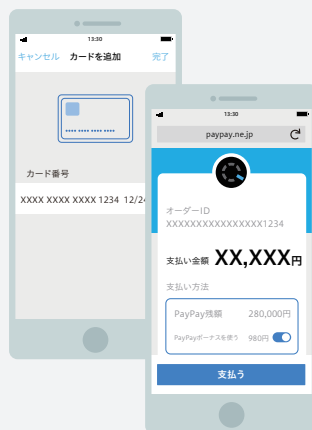 13:30
キャンセル カードを追加 完了
カード番号
XXXX XXXX XXXX 1234 12/24
13:30
paypay.ne.jp
オーダーID
XXXXXXXXXXXXXXXX1234
支払い金額 XX,XXX円
支払い方法
PayPay残額 280,000円
PayPayボーナスを使う 980円
支払う